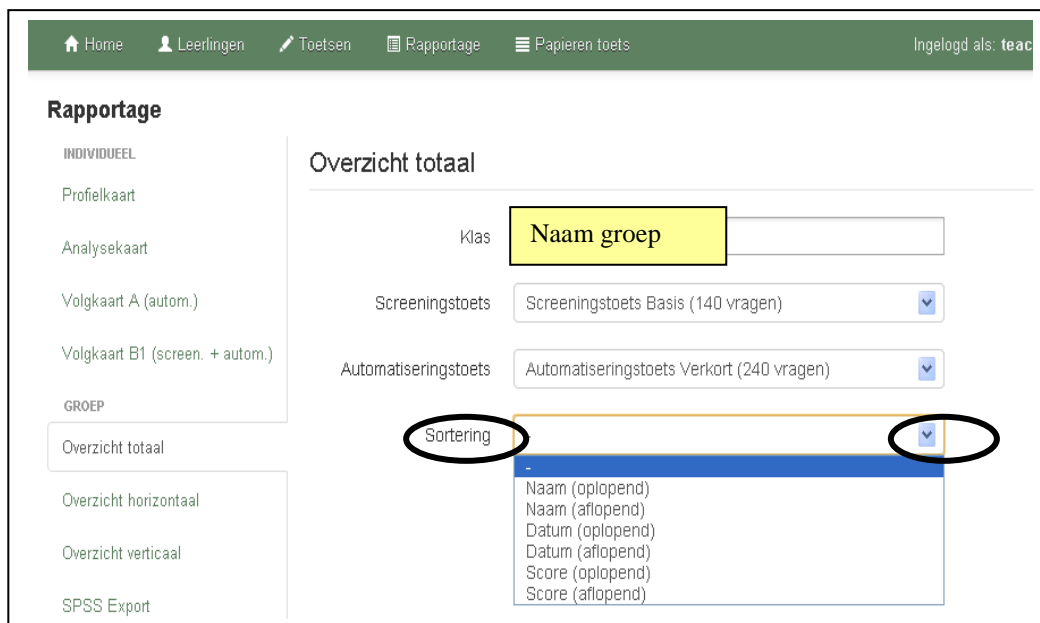 Home Leerlingen Toetsen Rapportage Papieren toets Ingelogd als: teac
Rapportage
INDIVIDUEEL
Profielkaart
Analysekaart
Volgkaart A (autom.)
Volgkaart B1 (screen. + autom.)
GROEP
Overzicht totaal
Overzicht horizontaal
Overzicht verticaal
SPSS Export
Overzicht totaal
Klas Naam groep
Screeningstoets Screeningstoets Basis (140 vragen)
Automatiseringstoets Automatiseringstoets Verkort (240 vragen)
Sortering -
-
Naam (oplopend)
Naam (aflopend)
Datum (oplopend)
Datum (aflopend)
Score (oplopend)
Score (aflopend)